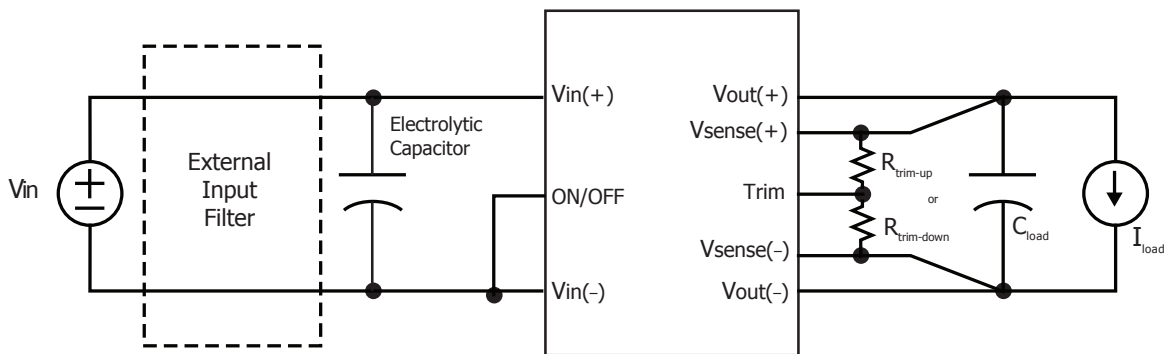 Vin
External
Input
Filter
Electrolytic
Capacitor
Vin(+)
ON/OFF
Vin(−)
Vout(+)
Vsense(+)
Trim
Vsense(−)
Vout(−)
Rtrim-up
or
Rtrim-down
Cload
Iload